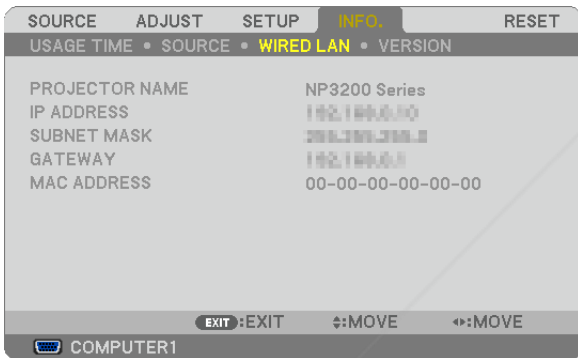 SOURCE ADJUST SETUP INFO. RESET
USAGE TIME • SOURCE • WIRED LAN • VERSION
PROJECTOR NAME NP3200 Series
IP ADDRESS
SUBNET MASK
GATEWAY
MAC ADDRESS 00-00-00-00-00-00
EXIT :EXIT :MOVE :MOVE
COMPUTER1